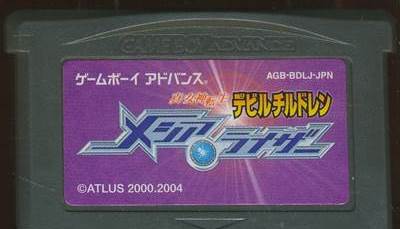 GAME BOY ADVANCE
ゲームボイ アドバンス
AGB-BDLJ-JPN
真・女神転生
デビルチルドレン
メシアライザー
©ATLUS 2000.2004